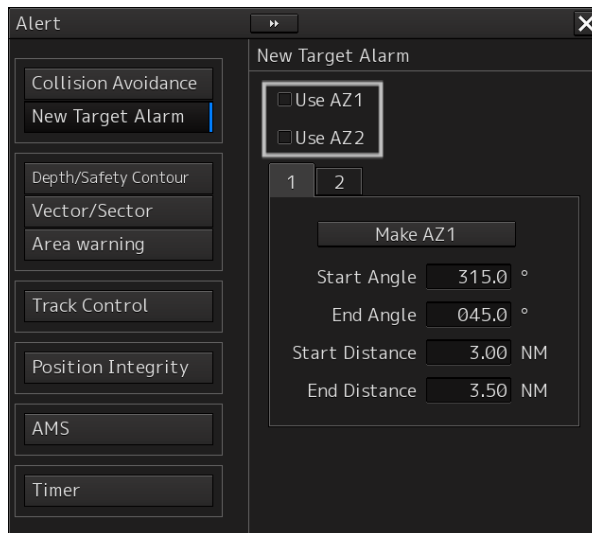 Alert
Collision Avoidance
New Target Alarm
Depth/Safety Contour
Vector/Sector
Area warning
Track Control
Position Integrity
AMS
Timer
New Target Alarm
Use AZ1
Use AZ2
1 2
Make AZ1
Start Angle 315.0 °
End Angle 045.0 °
Start Distance 3.00 NM
End Distance 3.50 NM